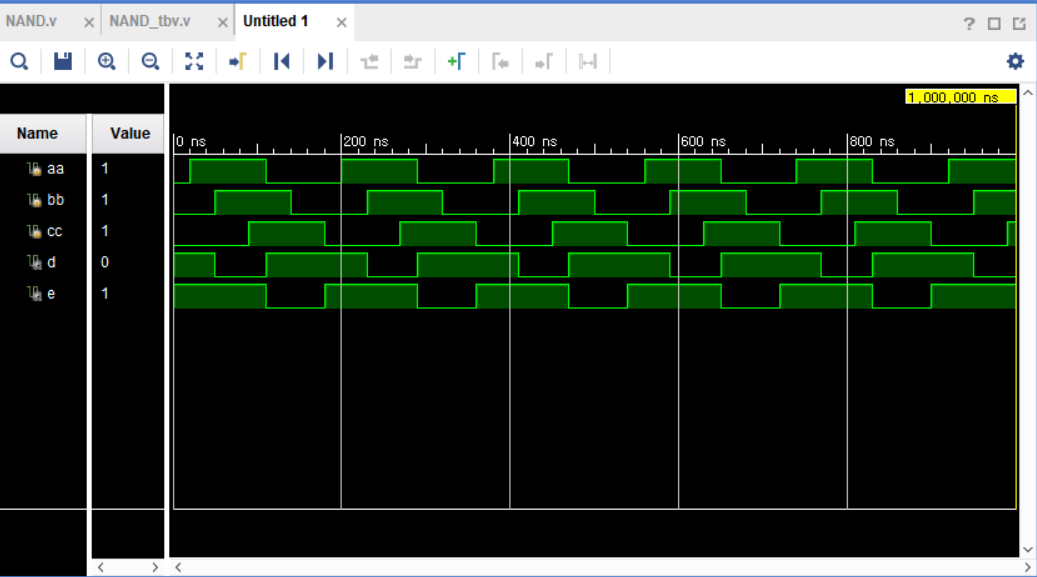 NAND.v NAND_tbv.v Untitled 1
1,000,000 ns
Name Value
0 ns 200 ns 400 ns 600 ns 800 ns
aa 1
bb 1
cc 1
d 0
e 1